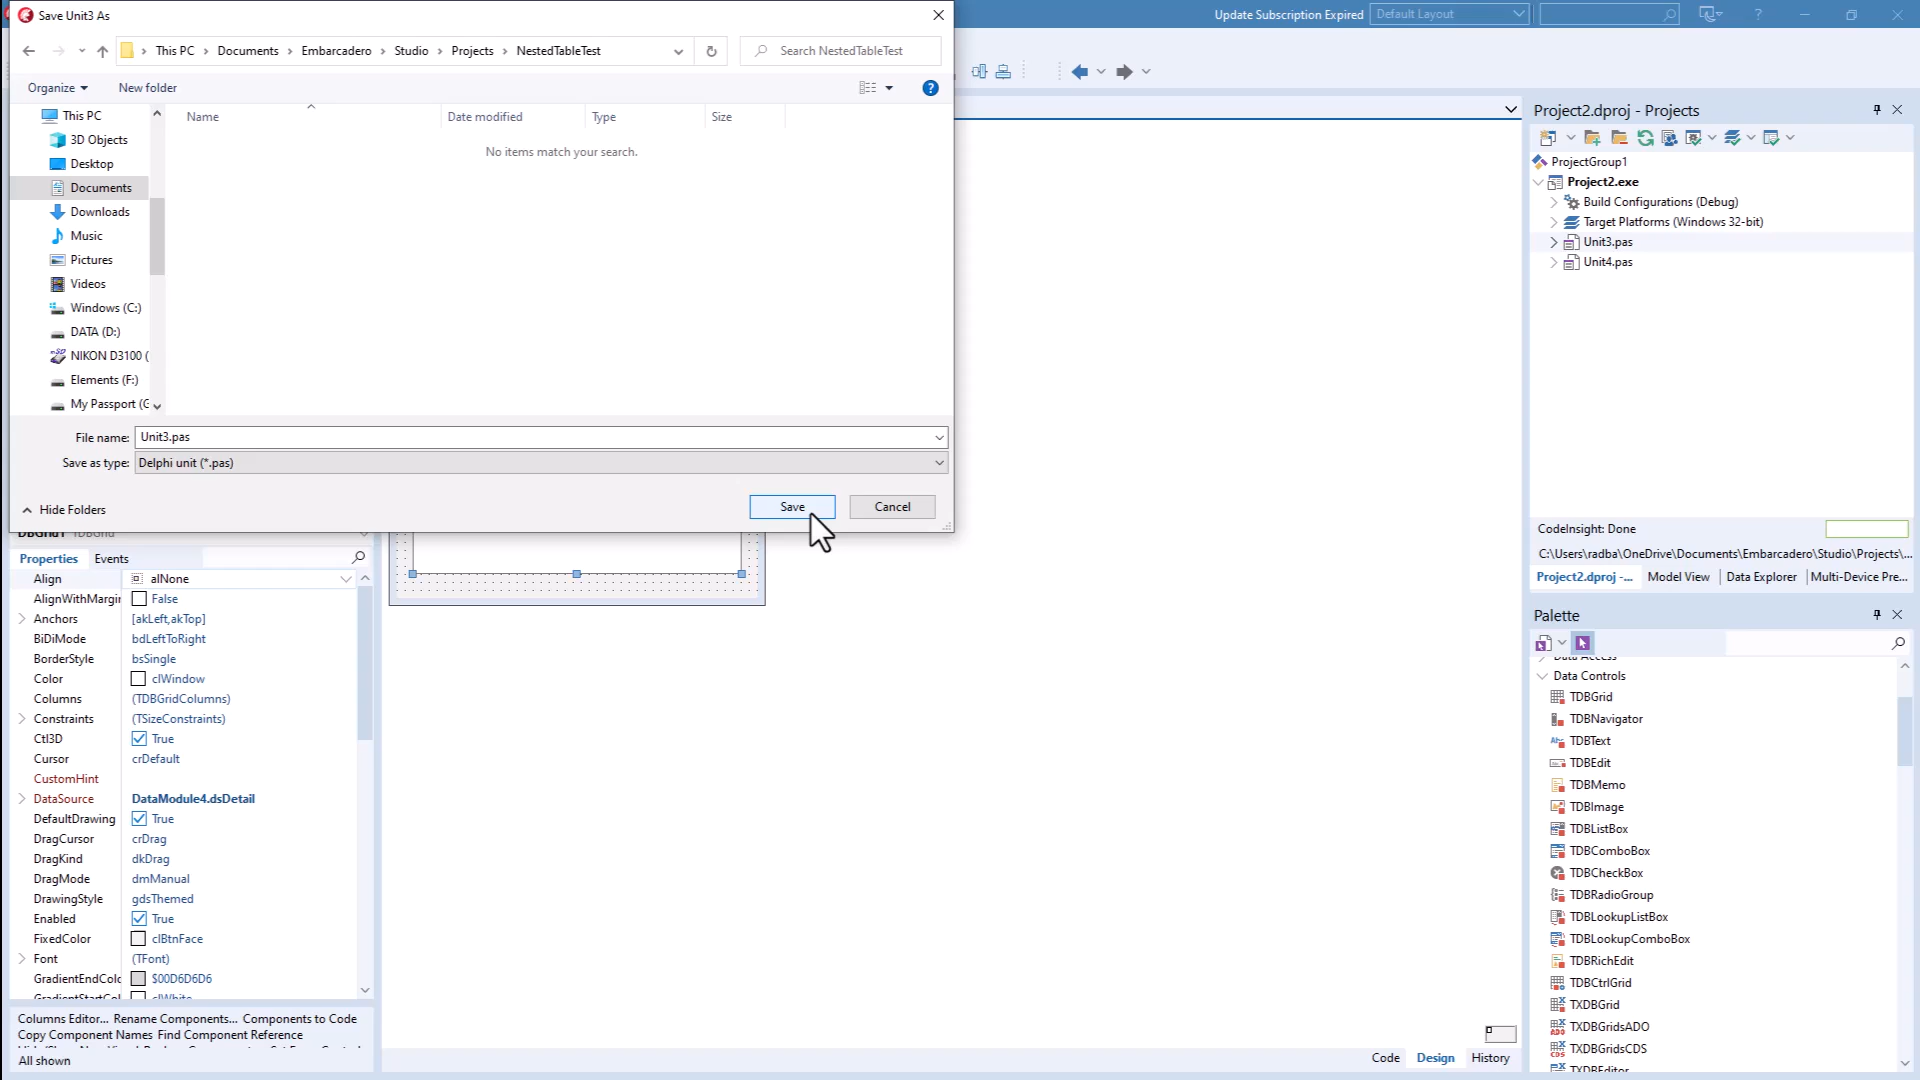 Save Unit3 As
Update Subscription Expired
Default Layout
This PC > Documents > Embarcadero > Studio > Projects > NestedTableTest
Search NestedTableTest
Organize
New folder
This PC
3D Objects
Desktop
Documents
Downloads
Music
Pictures
Videos
Windows (C:)
DATA (D:)
NIKON D3100 (
Elements (F:)
My Passport (G
Name
Date modified
Type
Size
No items match your search.
File name: Unit3.pas
Save as type: Delphi unit (*.pas)
Hide Folders
Save
Cancel
DBGrid1 TDBGrid
Properties
Events
Align alNone
AlignWithMargin False
Anchors [akLeft,akTop]
BiDiMode bdLeftToRight
BorderStyle bsSingle
Color clWindow
Columns (TDBGridColumns)
Constraints (TSizeConstraints)
Ctl3D True
Cursor crDefault
CustomHint
DataSource DataModule4.dsDetail
DefaultDrawing True
DragCursor crDrag
DragKind dkDrag
DragMode dmManual
DrawingStyle gdsThemed
Enabled True
FixedColor clBtnFace
Font (TFont)
GradientEndColo $00D6D6D6
GradientStartCol clWhite
Columns Editor... Rename Components... Components to Code
Copy Component Names Find Component Reference
All shown
Code
Design
History
Project2.dproj - Projects
ProjectGroup1
Project2.exe
Build Configurations (Debug)
Target Platforms (Windows 32-bit)
Unit3.pas
Unit4.pas
CodeInsight: Done
C:\Users\radba\OneDrive\Documents\Embarcadero\Studio\Projects\...
Project2.dproj -...
Model View
Data Explorer
Multi-Device Pre...
Palette
Data Access
Data Controls
TDBGrid
TDBNavigator
TDBText
TDBEdit
TDBMemo
TDBImage
TDBListBox
TDBComboBox
TDBCheckBox
TDBRadioGroup
TDBLookupListBox
TDBLookupComboBox
TDBRichEdit
TDBCtrlGrid
TXDBGrid
TXDBGridsADO
TXDBGridsCDS
TXDBEditor